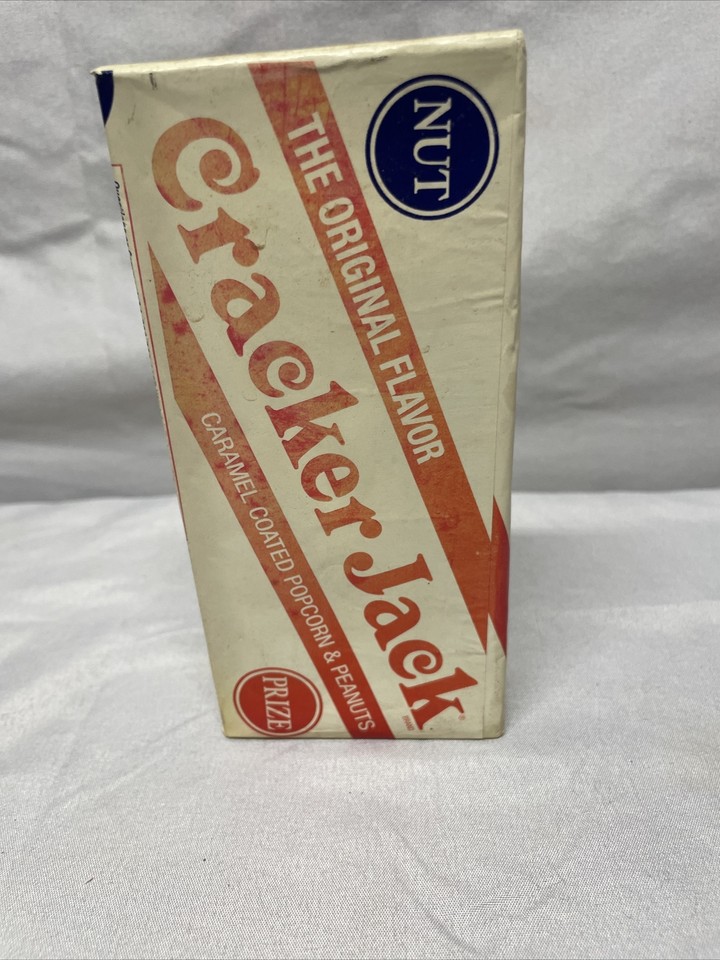 NUT
THE ORIGINAL FLAVOR
Cracker Jack®
CARAMEL COATED POPCORN & PEANUTS
PRIZE